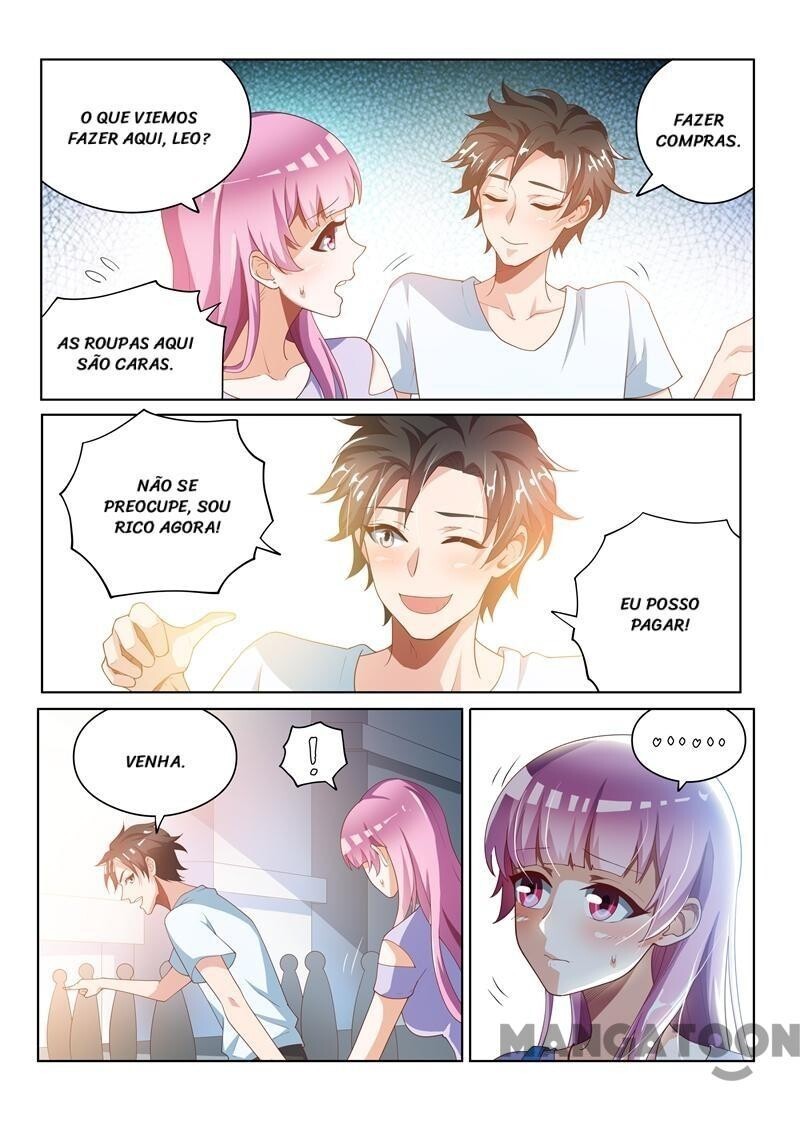 O QUE VIEMOS
FAZER AQUI, LEO?
FAZER
COMPRAS.
AS ROUPAS AQUI
SÃO CARAS.
NÃO SE
PREOCUPE, SOU
RICO AGORA!
EU POSSO
PAGAR!
VENHA.
!
......
MANGATOON